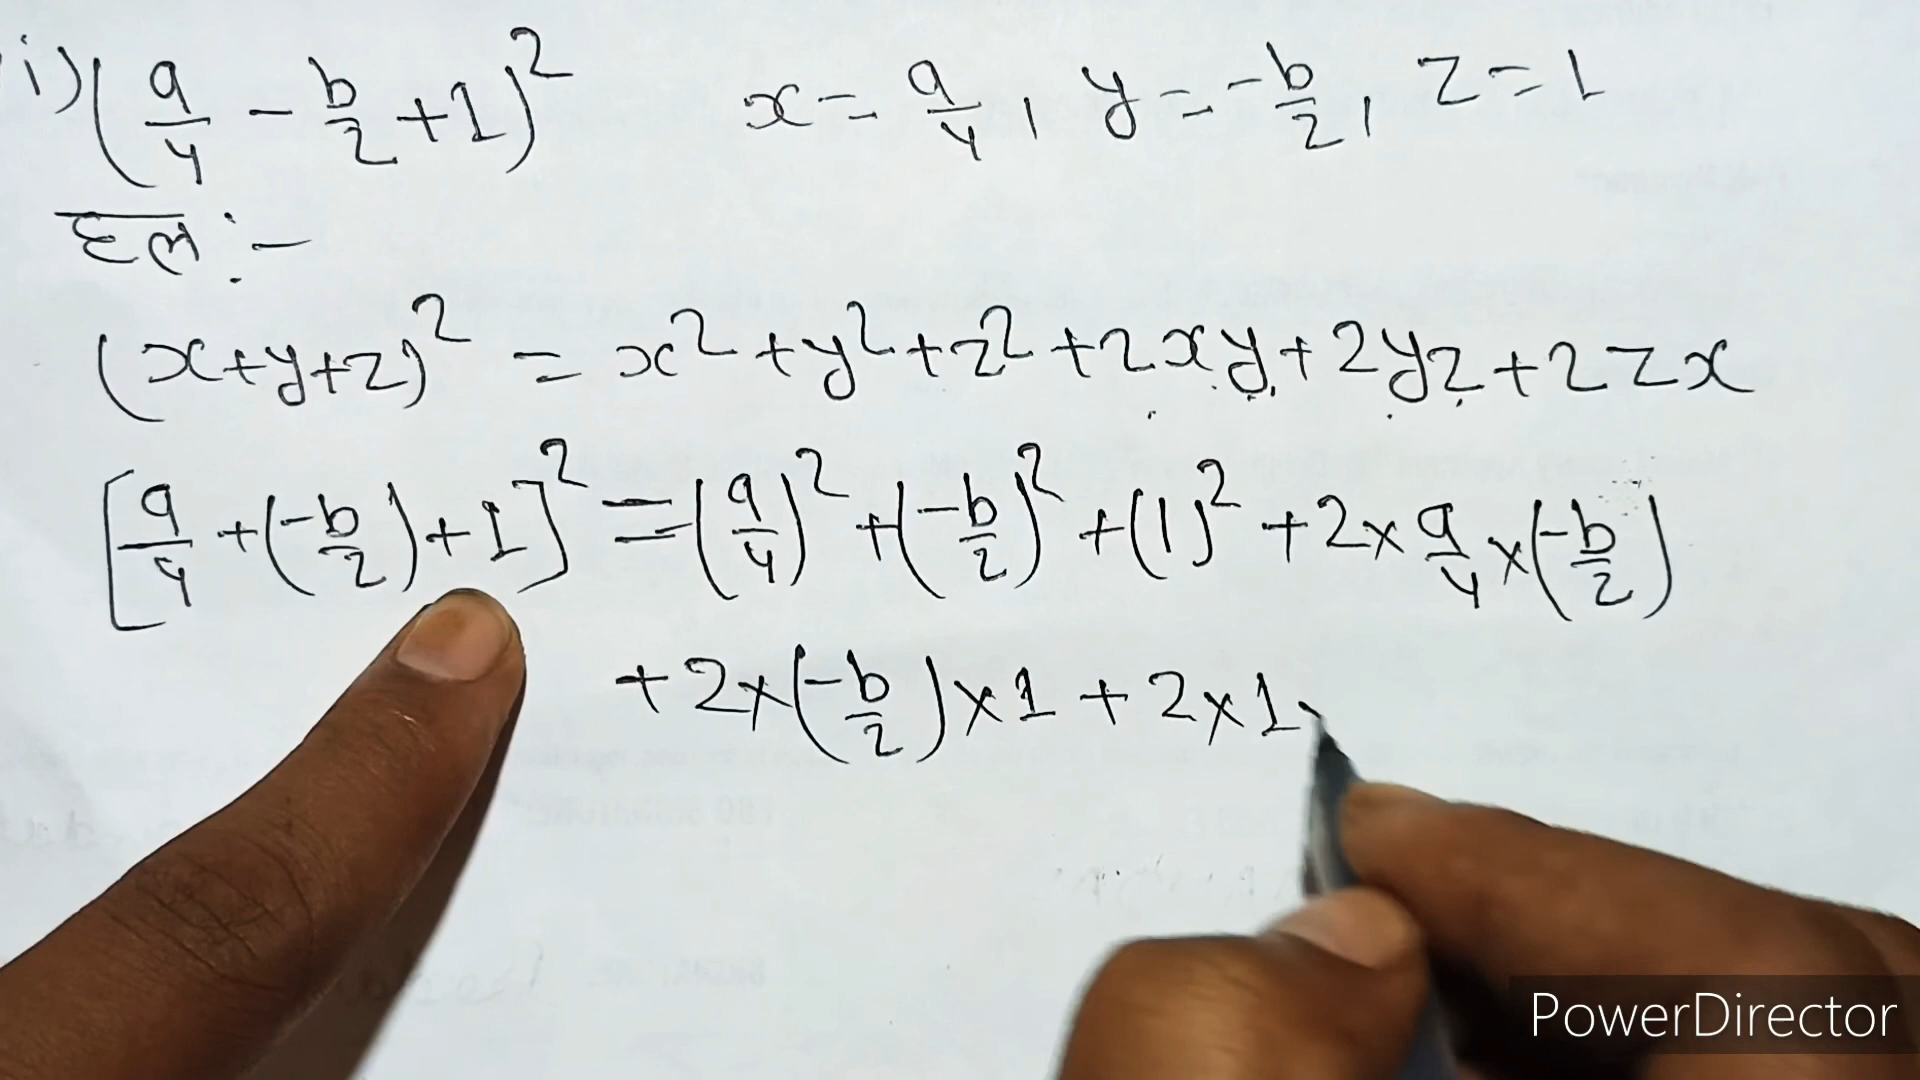 i) (a/4 - b/2 + 1)² x = a/4, y = -b/2, z = 1
हल :-
(x+y+z)² = x² + y² + z² + 2xy + 2yz + 2zx
[a/4 + (-b/2) + 1]² = (a/4)² + (-b/2)² + (1)² + 2 × a/4 × (-b/2)
+ 2 × (-b/2) × 1 + 2 × 1 ×
PowerDirector